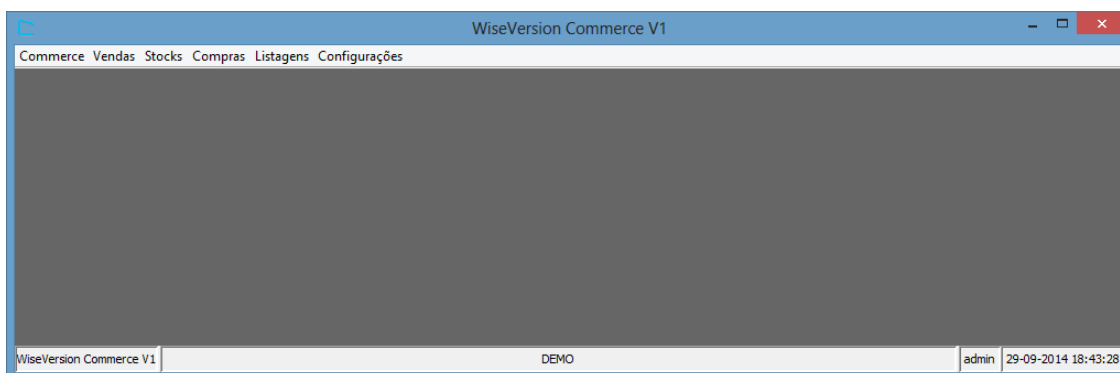 WiseVersion Commerce V1
Commerce Vendas Stocks Compras Listagens Configurações
WiseVersion Commerce V1 DEMO admin 29-09-2014 18:43:28